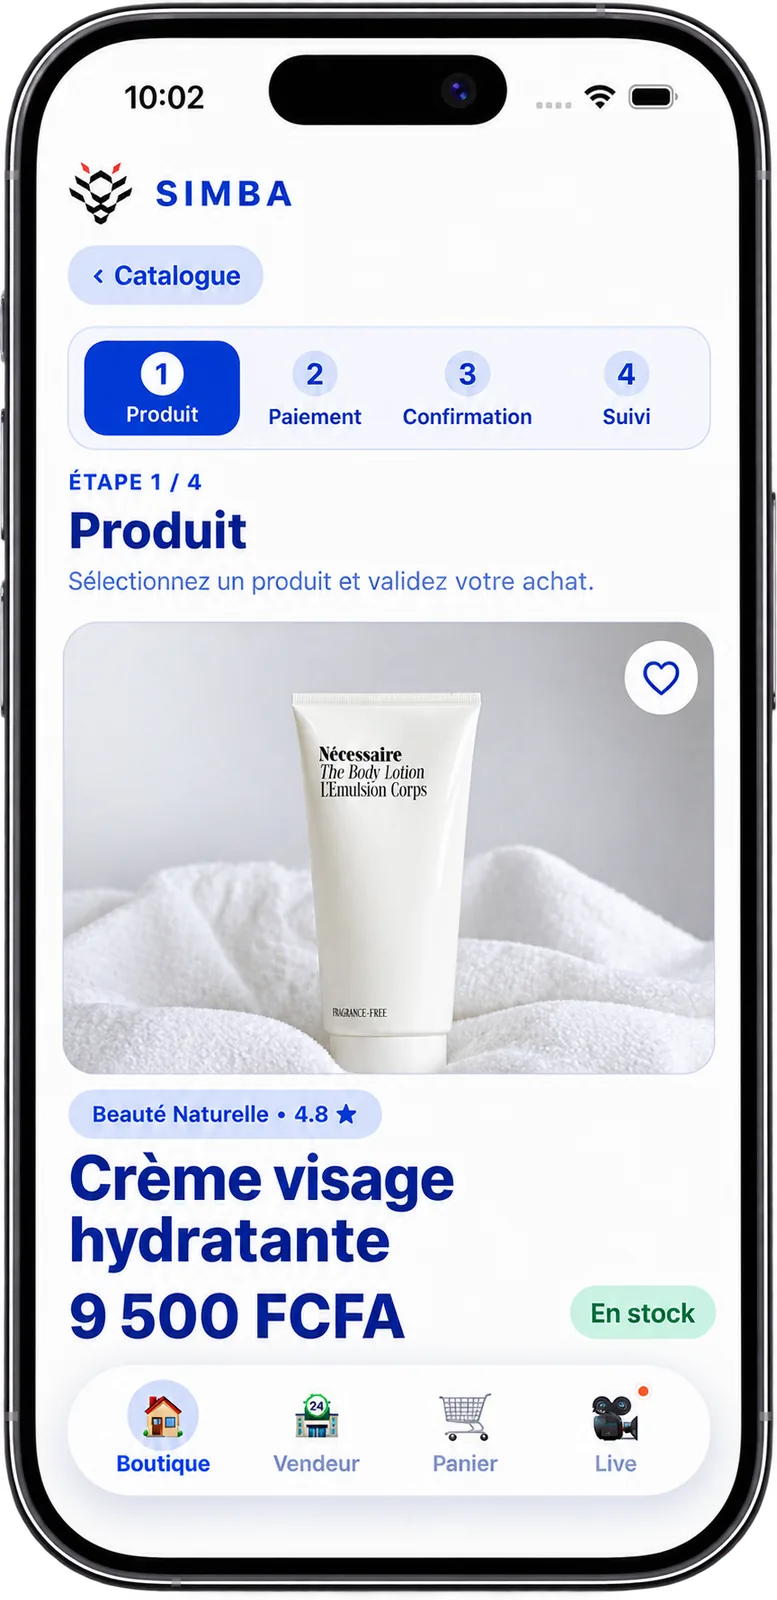 10:02
SIMBA
‹ Catalogue
1
Produit
2
Paiement
3
Confirmation
4
Suivi
ÉTAPE 1 / 4
Produit
Sélectionnez un produit et validez votre achat.
Nécessaire
The Body Lotion
L'Emulsion Corps
FRAGRANCE-FREE
Beauté Naturelle • 4.8 ★
Crème visage
hydratante
9 500 FCFA
En stock
24
Boutique
Vendeur
Panier
Live